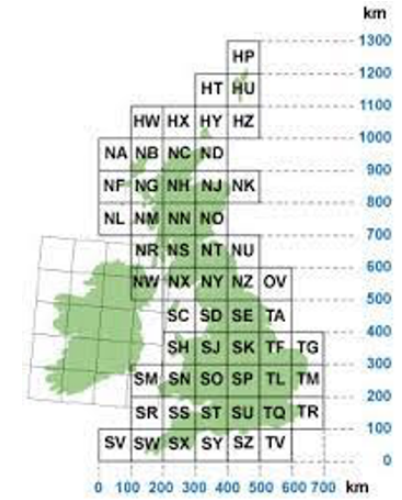 km
1300
HP
1200
HT HU
1100
HW HX HY HZ
1000
NA NB NC ND
900
NF NG NH NJ NK
800
NL NM NN NO
700
NR NS NT NU
600
NW NX NY NZ OV
500
SC SD SE TA
400
SH SJ SK TF TG
300
SM SN SO SP TL TM
200
SR SS ST SU TQ TR
100
SV SW SX SY SZ TV
0
0 100 200 300 400 500 600 700 km